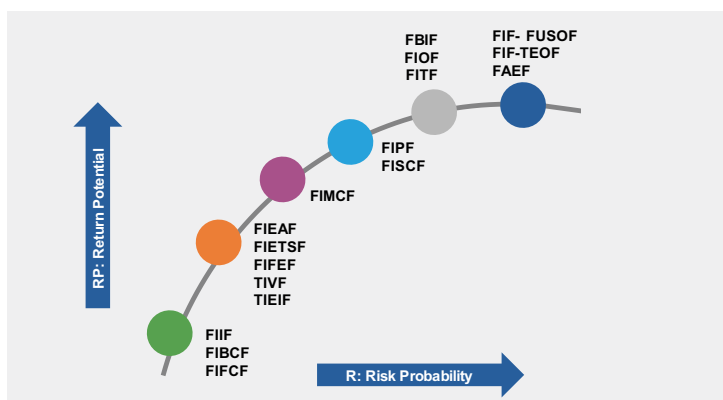 FBIF
FIOF
FITF
FIF- FUSOF
FIF-TEOF
FAEF
RP: Return Potential
FIPF
FISCF
FIMCF
FIEAF
FIETSF
FIFEF
TIVF
TIEIF
FIIF
FIBCF
FIFCF
R: Risk Probability